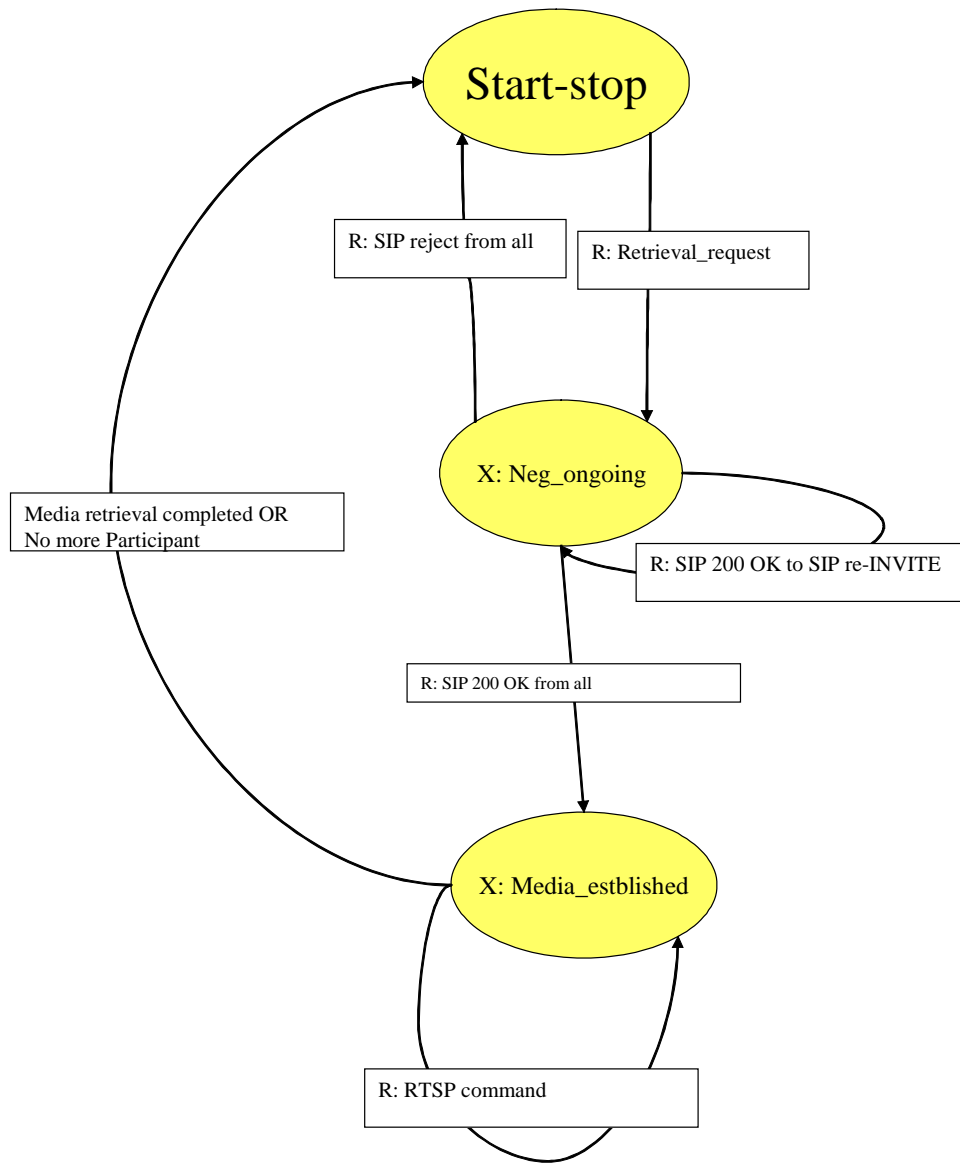 Start-stop
R: SIP reject from all
R: Retrieval_request
X: Neg_ongoing
Media retrieval completed OR
No more Participant
R: SIP 200 OK to SIP re-INVITE
R: SIP 200 OK from all
X: Media_estblished
R: RTSP command